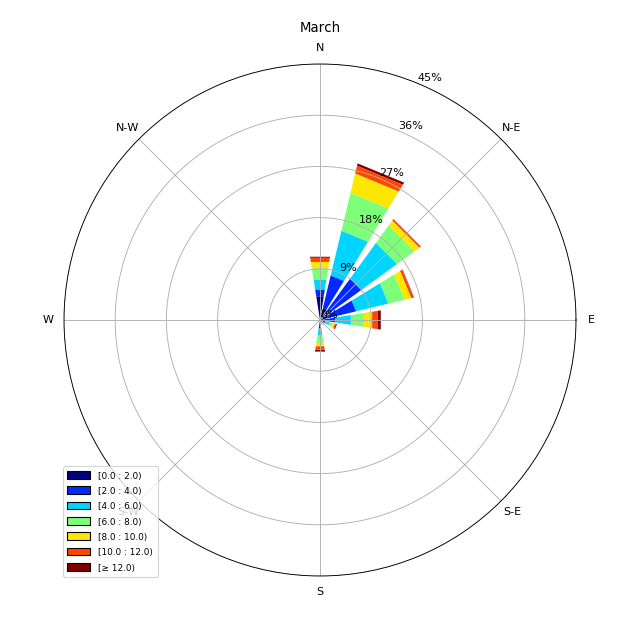 March
N
45%
N-W
N-E
36%
27%
18%
9%
0%
W
E
[0.0 : 2.0)
[2.0 : 4.0)
[4.0 : 6.0)
S-W
S-E
[6.0 : 8.0)
[8.0 : 10.0)
[10.0 : 12.0)
[≥ 12.0)
S